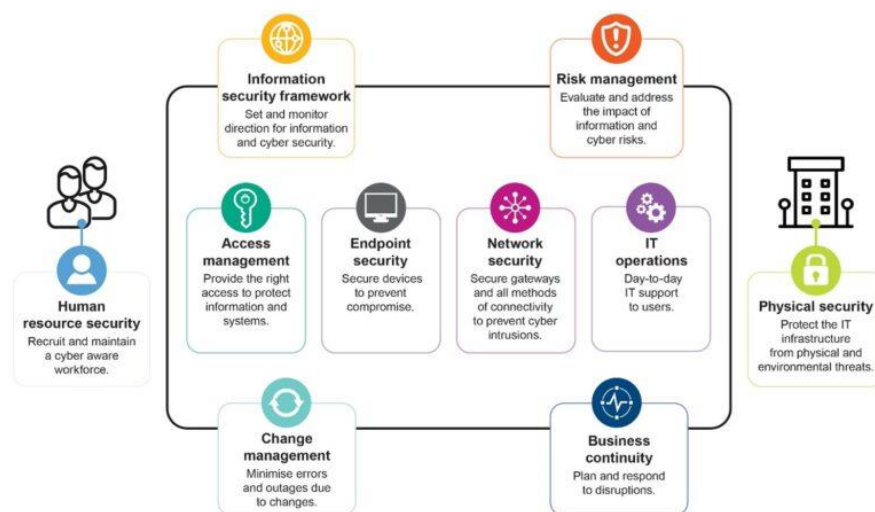 Information
security framework
Set and monitor
direction for information
and cyber security.
Risk management
Evaluate and address
the impact of
information and
cyber risks.
Human
resource security
Recruit and maintain
a cyber aware
workforce.
Access
management
Provide the right
access to protect
information and
systems.
Endpoint
security
Secure devices
to prevent
compromise.
Network
security
Secure gateways
and all methods
of connectivity
to prevent cyber
intrusions.
IT
operations
Day-to-day
IT support
to users.
Physical security
Protect the IT
infrastructure
from physical and
environmental threats.
Change
management
Minimise errors
and outages due
to changes.
Business
continuity
Plan and respond
to disruptions.